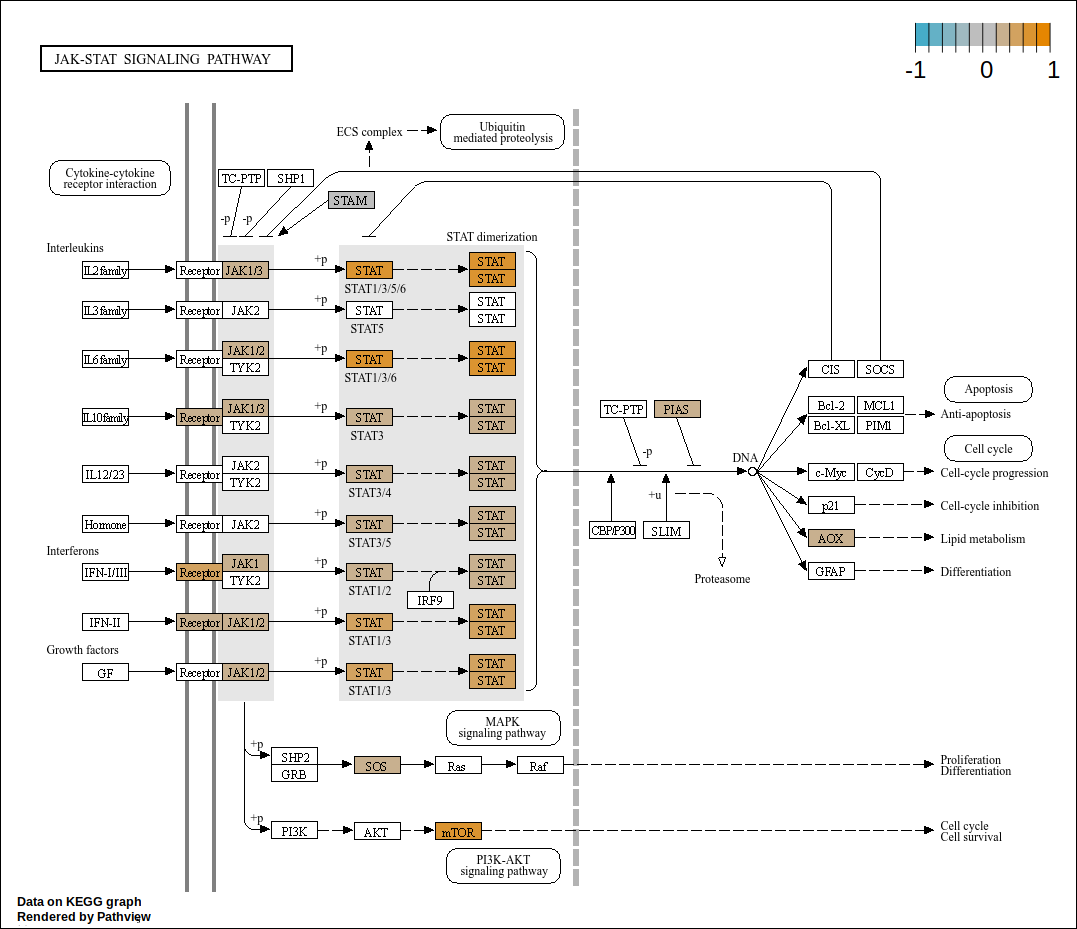 JAK-STAT SIGNALING PATHWAY
-1 0 1
ECS complex
Ubiquitin
mediated proteolysis
Cytokine-cytokine
receptor interaction
TC-PTP
SHP1
STAM
-p -p
STAT dimerization
Interleukins
IL2family
Receptor
JAK1/3
+p
STAT
STAT1/3/5/6
STAT
STAT
IL3family
Receptor
JAK2
+p
STAT
STAT5
STAT
STAT
IL6family
Receptor
JAK1/2
TYK2
+p
STAT
STAT1/3/6
STAT
STAT
IL10family
Receptor
JAK1/3
TYK2
+p
STAT
STAT3
STAT
STAT
IL12/23
Receptor
JAK2
TYK2
+p
STAT
STAT3/4
STAT
STAT
Hormone
Receptor
JAK2
+p
STAT
STAT3/5
STAT
STAT
Interferons
IFN-I/III
Receptor
JAK1
TYK2
+p
STAT
STAT1/2
IRF9
STAT
STAT
IFN-II
Receptor
JAK1/2
+p
STAT
STAT1/3
STAT
STAT
Growth factors
GF
Receptor
JAK1/2
+p
STAT
STAT1/3
STAT
STAT
TC-PTP
PIAS
-p
+u
CBP/P300
SLIM
Proteasome
DNA
CIS
SOCS
Bcl-2
MCL1
Bcl-XL
PIM1
c-Myc
CycD
p21
AOX
GFAP
Apoptosis
Anti-apoptosis
Cell cycle
Cell-cycle progression
Cell-cycle inhibition
Lipid metabolism
Differentiation
MAPK
signaling pathway
+p
SHP2
GRB
SOS
Ras
Raf
Proliferation
Differentiation
+p
PI3K
AKT
mTOR
Cell cycle
Cell survival
PI3K-AKT
signaling pathway
Data on KEGG graph
Rendered by Pathview